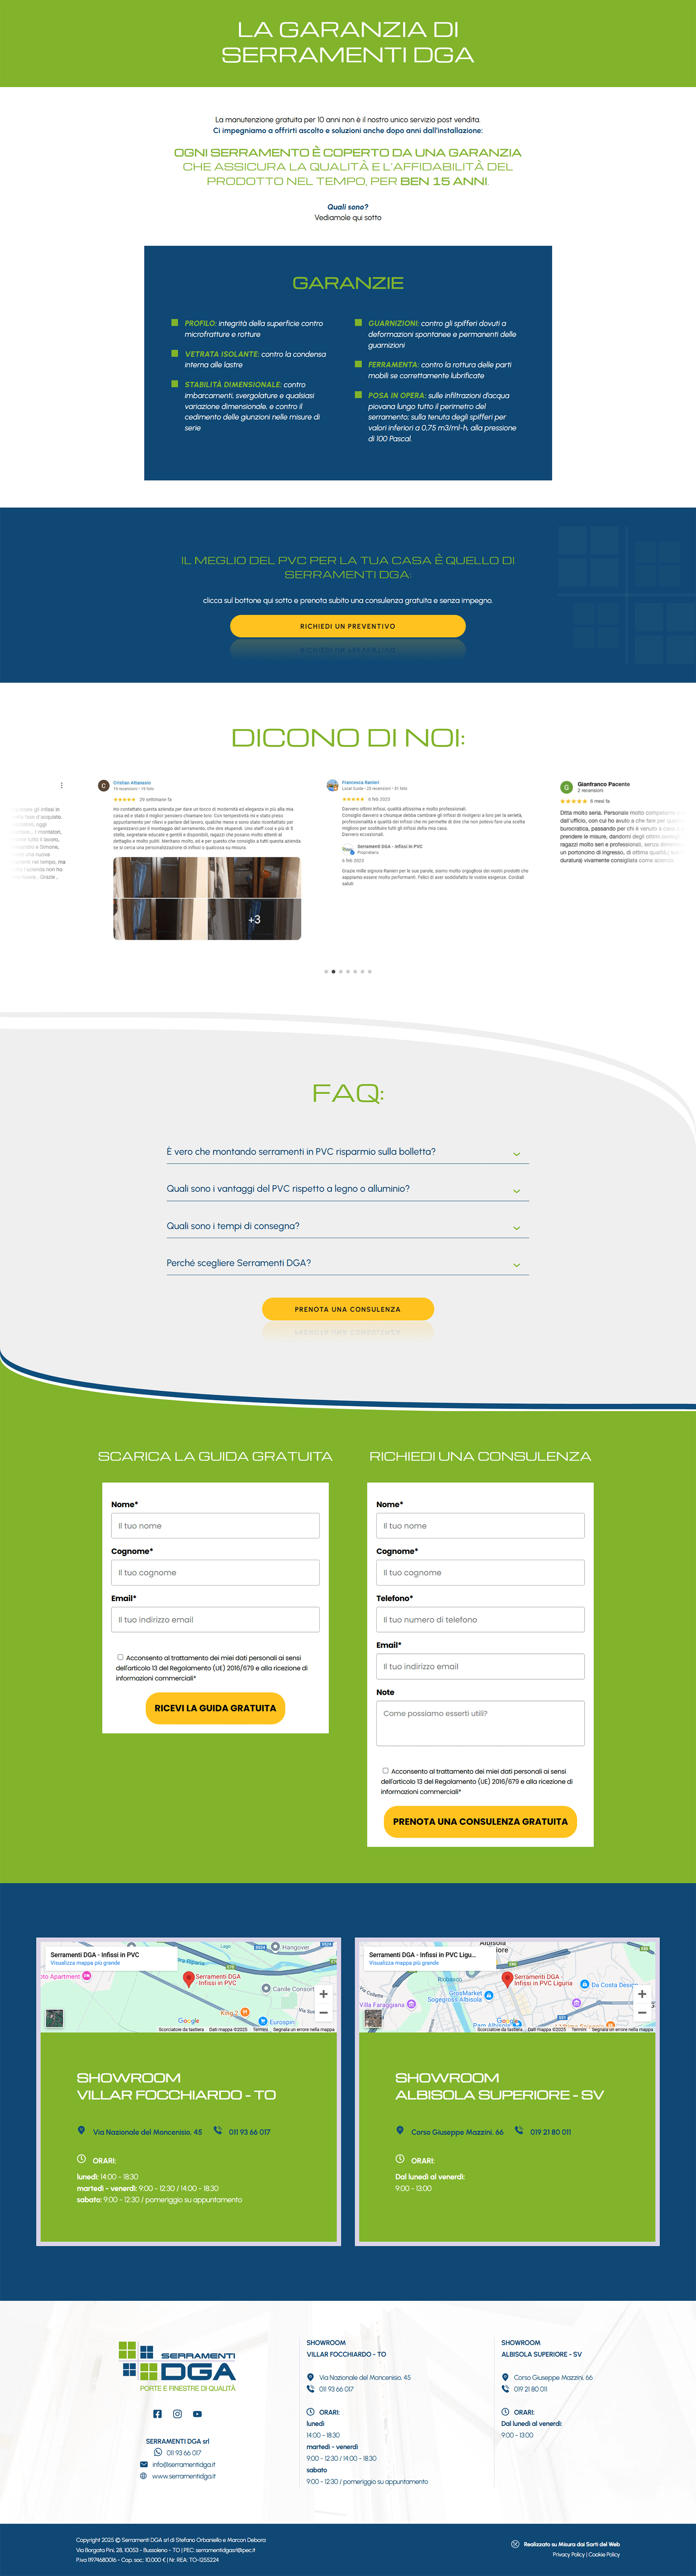 LA GARANZIA DI
SERRAMENTI DGA
La manutenzione gratuita per 10 anni non è il nostro unico servizio post vendita.
Ci impegniamo a offrirti ascolto e soluzioni anche dopo anni dall'installazione:
OGNI SERRAMENTO È COPERTO DA UNA GARANZIA
CHE ASSICURA LA QUALITÀ E L'AFFIDABILITÀ DEL
PRODOTTO NEL TEMPO, PER BEN 15 ANNI.
Quali sono?
Vediamole qui sotto
GARANZIE
PROFILO: integrità della superficie contro
microfratture e rotture
VETRATA ISOLANTE: contro la condensa
interna alle lastre
STABILITÀ DIMENSIONALE: contro
imbarcamenti, svergolature e qualsiasi
variazione dimensionale, e contro il
cedimento delle giunzioni nelle misure di
serie
GUARNIZIONI: contro gli spifferi dovuti a
deformazioni spontanee e permanenti delle
guarnizioni
FERRAMENTA: contro la rottura delle parti
mobili se correttamente lubrificate
POSA IN OPERA: sulle infiltrazioni d'acqua
piovana lungo tutto il perimetro del
serramento; sulla tenuta degli spifferi per
valori inferiori a 0,75 m3/ml-h, alla pressione
di 100 Pascal.
IL MEGLIO DEL PVC PER LA TUA CASA È QUELLO DI
SERRAMENTI DGA:
clicca sul bottone qui sotto e prenota subito una consulenza gratuita e senza impegno.
RICHIEDI UN PREVENTIVO
DICONO DI NOI:
Cristian Attanasio
19 recensioni · 19 foto
29 settimane fa
Ho contattato questa azienda per dare un tocco di modernità ed eleganza in più alla mia
casa ed è stato il miglior pensiero chiamare loro. Con tempestività mi è stato preso
appuntamento per rilievi e parlare del lavoro, qualche mese e sono stato ricontattato per
organizzarci per il montaggio del serramento, che dire stupendi. Uno staff cosi è più di 5
stelle, un team di ragazzi onesti e disponibili, ragazzi che posano molto attenti al
dettaglio, puliti e molto soddisfacenti. Meritano molto, ed è per questo che consiglio a tutti questa azienda
se si cerca una personalizzazione di infissi o qualsiasi su misura.
+3
Francesca Ranieri
Local Guide · 25 recensioni · 81 foto
6 feb 2023
Davvero ottimi infissi, qualità altissima e molto professionali.
Consiglio davvero a chiunque debba cambiare gli infissi di rivolgersi a loro per la serietà,
professionalità e qualità dei finimoti che vi conquisteranno. Felicissima di aver fatto una scelta
migliore per sostituire tutti gli infissi della mia casa.
Serramenti DGA - Infissi in PVC
Proprietario
6 feb 2023
Grazie mille signora Ranieri per le sue parole, siamo molto orgogliosi dei nostri prodotti che
sappiamo essere molto performanti. Felici di aver soddisfatto le vostre esigenze. Cordiali
saluti
Gianfranco Pacente
2 recensioni
6 mesi fa
Ditta molto seria. Personale molto competente
dall'ufficio, con cui ho avuto a che fare per
burocratica, passando per chi è venuto a casa
prendere le misure, dandomi degli ottimi
ragazzi molto seri e professionali, senza
un portoncino di ingresso, di ottima qualità
duratura) vivamente consigliata come azienda.
FAQ:
È vero che montando serramenti in PVC risparmio sulla bolletta?
Quali sono i vantaggi del PVC rispetto a legno o alluminio?
Quali sono i tempi di consegna?
Perché scegliere Serramenti DGA?
PRENOTA UNA CONSULENZA
SCARICA LA GUIDA GRATUITA
Nome*
Il tuo nome
Cognome*
Il tuo cognome
Email*
Il tuo indirizzo email
Acconsento al trattamento dei miei dati personali ai sensi
dell'articolo 13 del Regolamento (UE) 2016/679 e alla ricezione di
informazioni commerciali*
RICEVI LA GUIDA GRATUITA
RICHIEDI UNA CONSULENZA
Nome*
Il tuo nome
Cognome*
Il tuo cognome
Telefono*
Il tuo numero di telefono
Email*
Il tuo indirizzo email
Note
Come possiamo esserti utili?
Acconsento al trattamento dei miei dati personali ai sensi
dell'articolo 13 del Regolamento (UE) 2016/679 e alla ricezione di
informazioni commerciali*
PRENOTA UNA CONSULENZA GRATUITA
Serramenti DGA - Infissi in PVC
Visualizza mappa più grande
Hangover
Serramenti DGA
- Infissi in PVC
Canile Consort
Eurospin
Google
Scorciatoie da tastiera Dati mappa ©2025 Termini Segnala un errore nella mappa
SHOWROOM
VILLAR FOCCHIARDO - TO
Via Nazionale del Moncenisio, 45 011 93 66 017
ORARI:
lunedì: 14:00 - 18:30
martedì - venerdì: 9:00 - 12:30 / 14:00 - 18:30
sabato: 9:00 - 12:30 / pomeriggio su appuntamento
Serramenti DGA - Infissi in PVC Ligu...
Visualizza mappa più grande
Serramenti DGA -
Infissi in PVC Liguria
Da Costa Design
GrosMarket
Sogegross Albisola
Villa Faraggiana
Google
Scorciatoie da tastiera Dati mappa ©2025 Termini Segnala un errore nella mappa
SHOWROOM
ALBISOLA SUPERIORE - SV
Corso Giuseppe Mazzini, 66 019 21 80 011
ORARI:
Dal lunedì al venerdì:
9:00 - 13:00
SERRAMENTI
DGA
PORTE E FINESTRE DI QUALITÀ
SERRAMENTI DGA srl
011 93 66 017
info@serramentidga.it
www.serramentidga.it
SHOWROOM
VILLAR FOCCHIARDO - TO
Via Nazionale del Moncenisio, 45
011 93 66 017
ORARI:
lunedì
14:00 - 18:30
martedì - venerdì
9:00 - 12:30 / 14:00 - 18:30
sabato
9:00 - 12:30 / pomeriggio su appuntamento
SHOWROOM
ALBISOLA SUPERIORE - SV
Corso Giuseppe Mazzini, 66
019 21 80 011
ORARI:
Dal lunedì al venerdì:
9:00 - 13:00
Copyright 2025 © Serramenti DGA srl di Stefano Orbaniello e Marcon Debora
Via Borgata Pini, 28, 10053 - Bussoleno - TO | PEC: serramentidgasrl@pec.it
P.iva 11974680016 - Cap. soc.: 10.000 € | Nr. REA: TO-1255224
Realizzato su Misura dai Sarti del Web
Privacy Policy | Cookie Policy